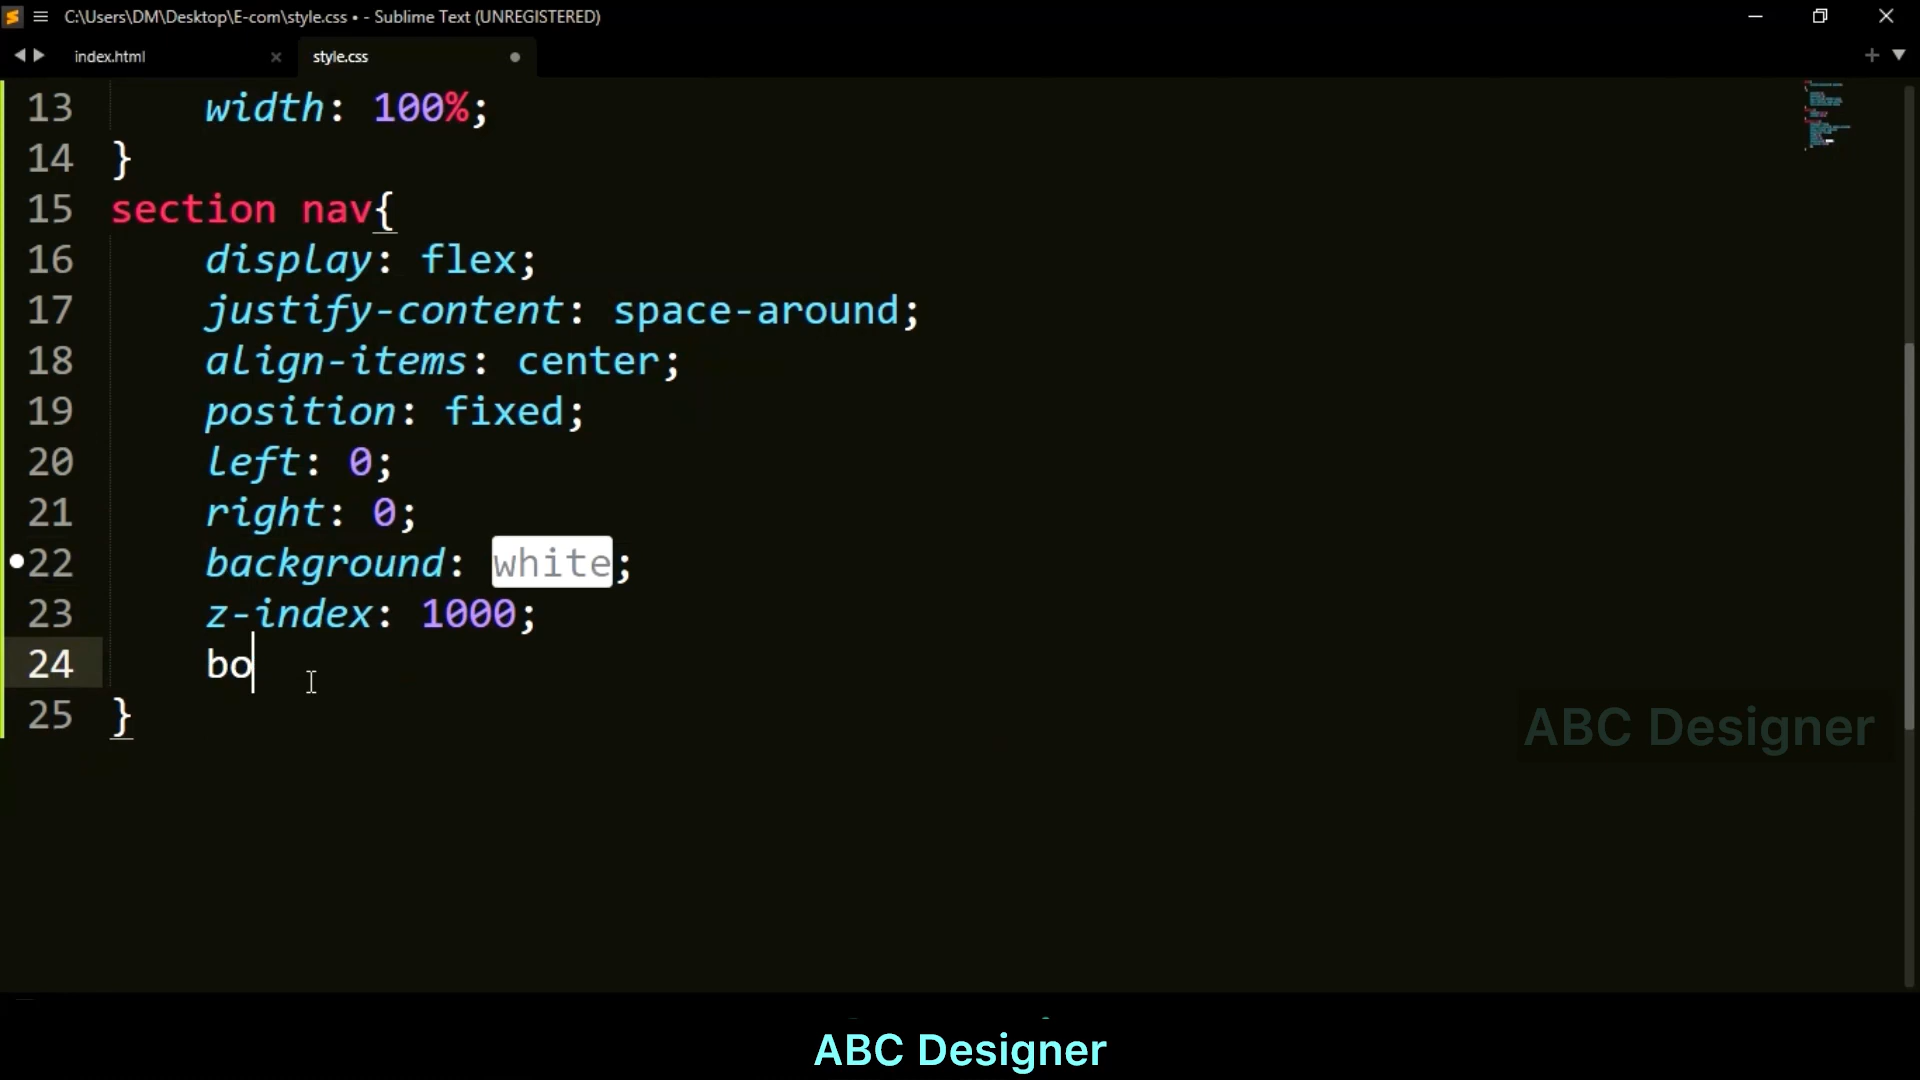 C:\Users\DM\Desktop\E-com\style.css • - Sublime Text (UNREGISTERED)
index.html
style.css
13 width: 100%;
14 }
15 section nav{
16 display: flex;
17 justify-content: space-around;
18 align-items: center;
19 position: fixed;
20 left: 0;
21 right: 0;
22 background: white;
23 z-index: 1000;
24 bo
25 }
ABC Designer
ABC Designer